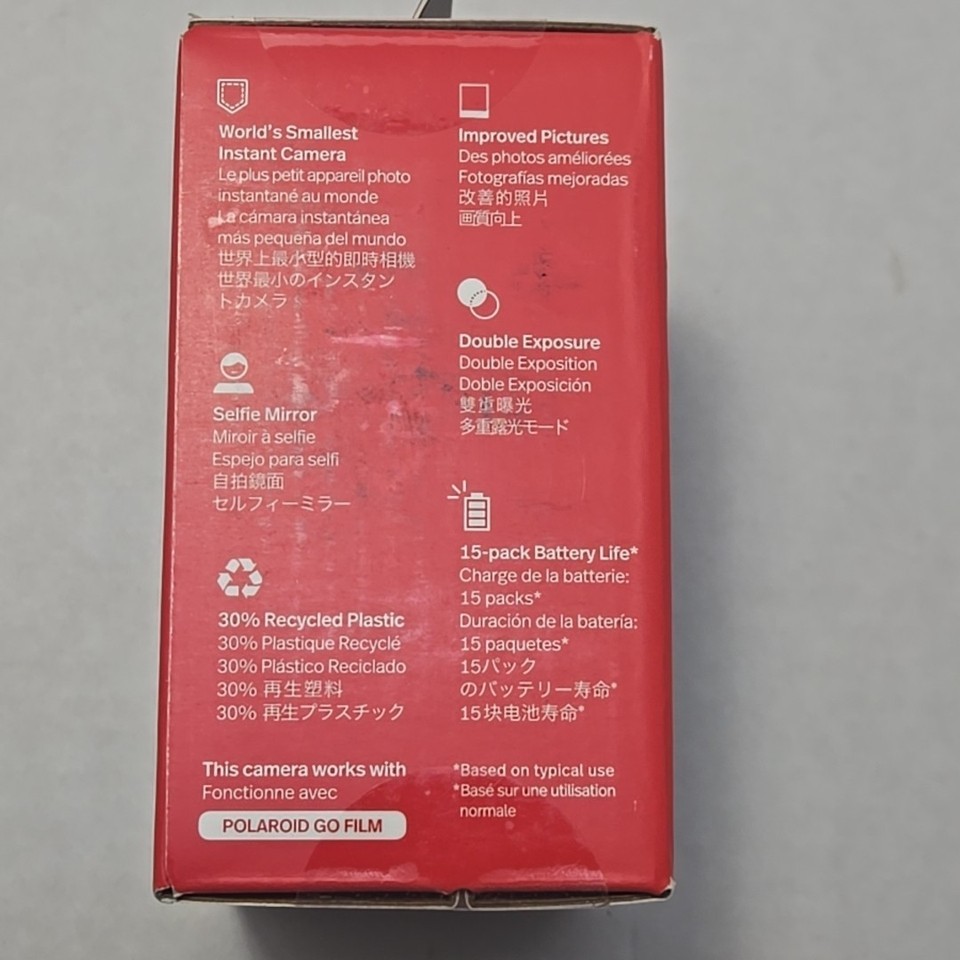 World's Smallest
Instant Camera
Le plus petit appareil photo
instantané au monde
La cámara instantánea
más pequeña del mundo
世界上最小型的即時相機
世界最小のインスタン
トカメラ
Selfie Mirror
Miroir à selfie
Espejo para selfi
自拍鏡面
セルフィーミラー
30% Recycled Plastic
30% Plastique Recyclé
30% Plástico Reciclado
30% 再生塑料
30% 再生プラスチック
This camera works with
Fonctionne avec
POLAROID GO FILM
Improved Pictures
Des photos améliorées
Fotografías mejoradas
改善的照片
画質向上
Double Exposure
Double Exposition
Doble Exposición
雙重曝光
多重露光モード
15-pack Battery Life*
Charge de la batterie:
15 packs*
Duración de la batería:
15 paquetes*
15パック
のバッテリー寿命*
15块电池寿命*
*Based on typical use
*Basé sur une utilisation
normale